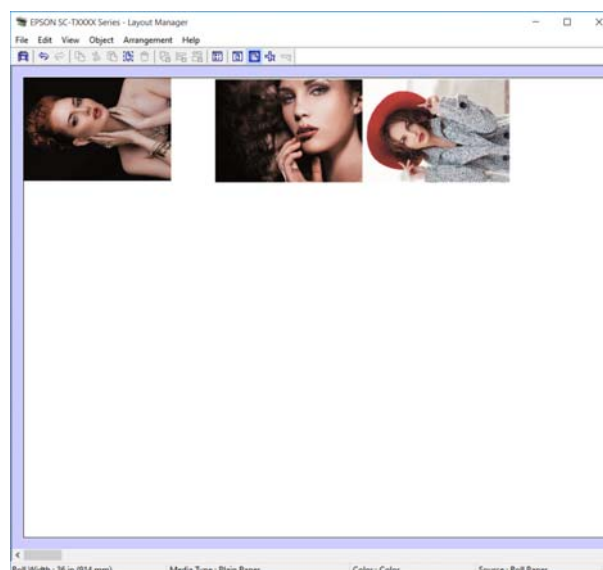 EPSON SC-TXXXX Series - Layout Manager
File Edit View Object Arrangement Help
Roll Width : 36 in (914 mm) Media Type : Plain Paper Color : Color Source : Roll Paper